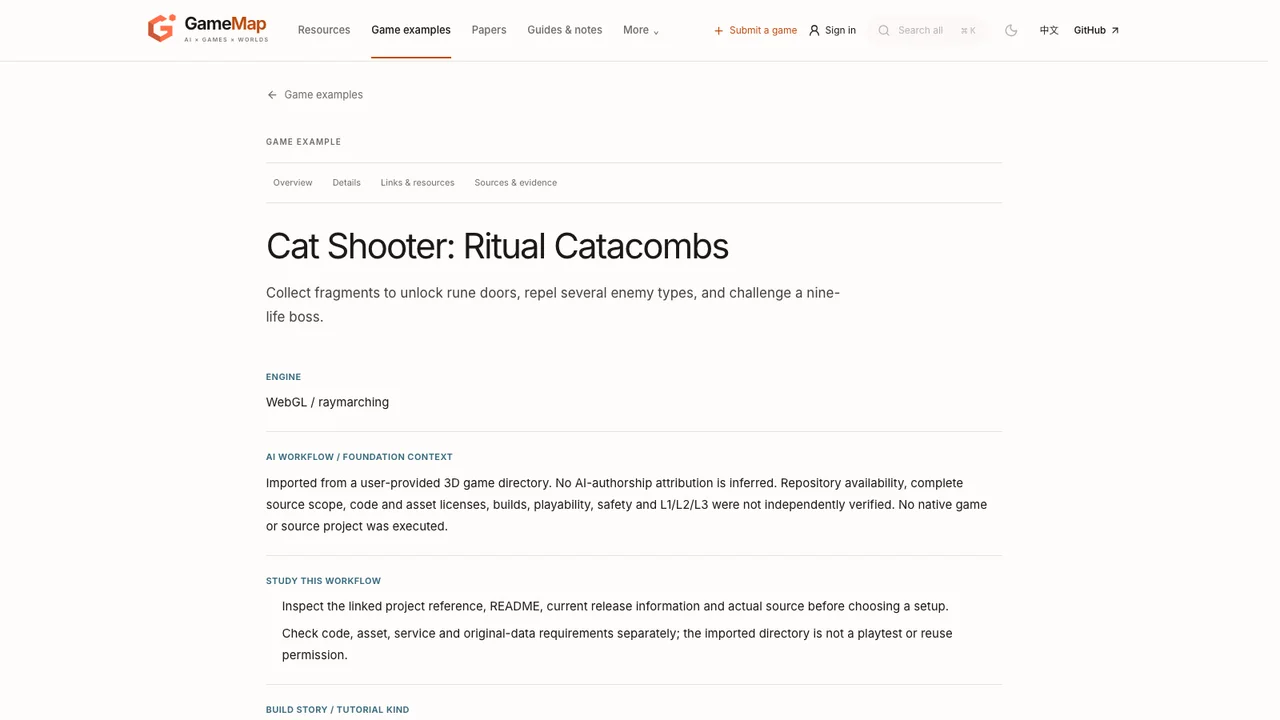 GameMap
AI × GAMES × WORLDS
Resources
Game examples
Papers
Guides & notes
More
+ Submit a game
Sign in
Search all
⌘ K
中文
GitHub ↗
← Game examples
GAME EXAMPLE
Overview
Details
Links & resources
Sources & evidence
Cat Shooter: Ritual Catacombs
Collect fragments to unlock rune doors, repel several enemy types, and challenge a nine-
life boss.
ENGINE
WebGL / raymarching
AI WORKFLOW / FOUNDATION CONTEXT
Imported from a user-provided 3D game directory. No AI-authorship attribution is inferred. Repository availability, complete
source scope, code and asset licenses, builds, playability, safety and L1/L2/L3 were not independently verified. No native game
or source project was executed.
STUDY THIS WORKFLOW
Inspect the linked project reference, README, current release information and actual source before choosing a setup.
Check code, asset, service and original-data requirements separately; the imported directory is not a playtest or reuse
permission.
BUILD STORY / TUTORIAL KIND